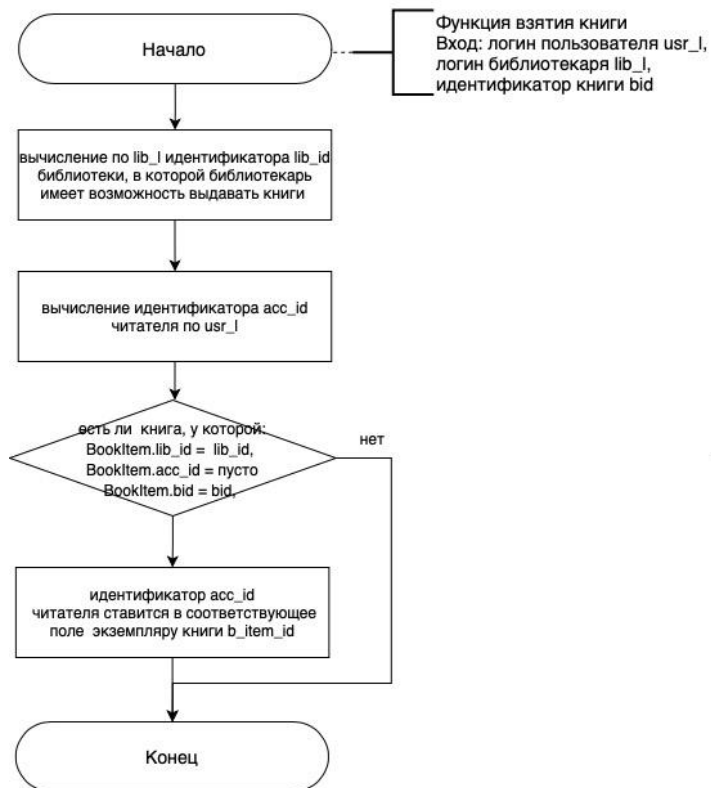 Начало
Функция взятия книги
Вход: логин пользователя usr_l,
логин библиотекаря lib_l,
идентификатор книги bid
вычисление по lib_l идентификатора lib_id
библиотеки, в которой библиотекарь
имеет возможность выдавать книги
вычисление идентификатора acc_id
читателя по usr_l
есть ли книга, у которой:
BookItem.lib_id = lib_id,
BookItem.acc_id = пусто
BookItem.bid = bid,
нет
идентификатор acc_id
читателя ставится в соответствующее
поле экземпляру книги b_item_id
Конец